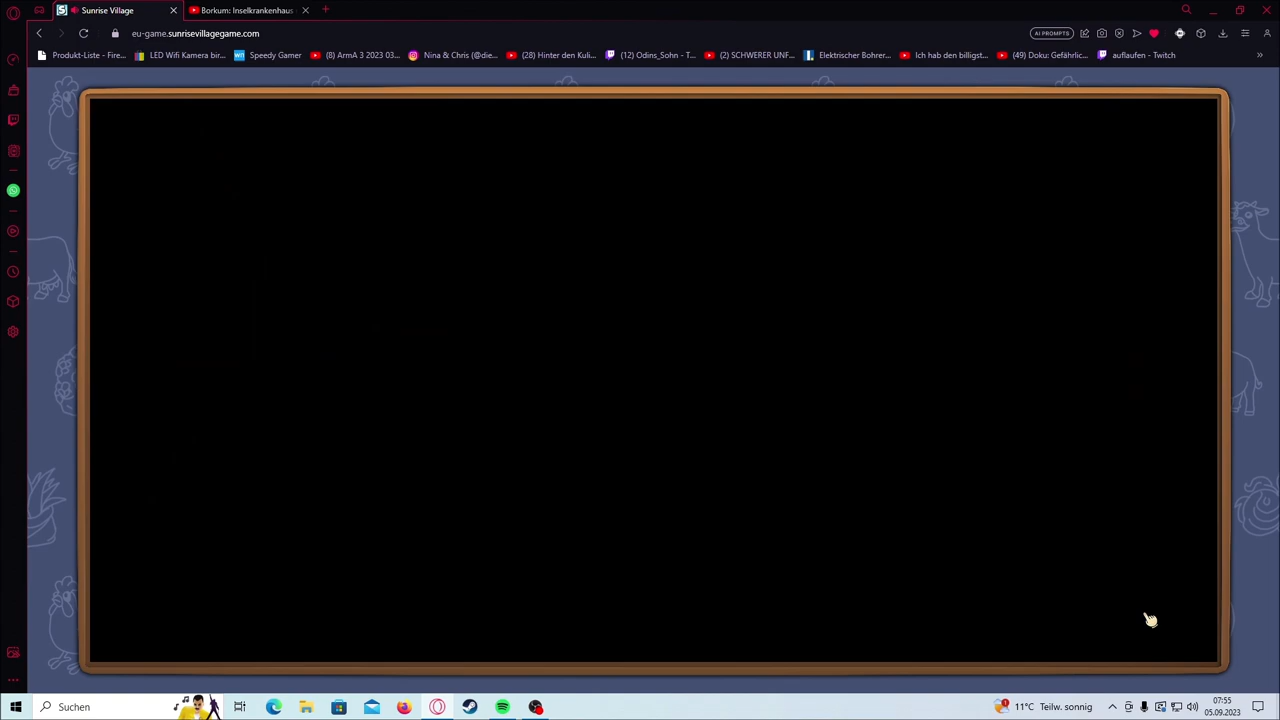 Sunrise Village
Borkum: Inselkrankenhaus
eu-game.sunrisevillagegame.com
AI PROMPTS
Produkt-Liste - Fire...
LED Wifi Kamera bir...
Speedy Gamer
(8) ArmA 3 2023 03...
Nina & Chris (@die...
(28) Hinter den Kuli...
(12) Odins_Sohn - T...
(2) SCHWERER UNF...
Elektrischer Bohrer...
Ich hab den billigst...
(49) Doku: Gefährlic...
auflaufen - Twitch
Suchen
11°C Teilw. sonnig
07:55
05.09.2023